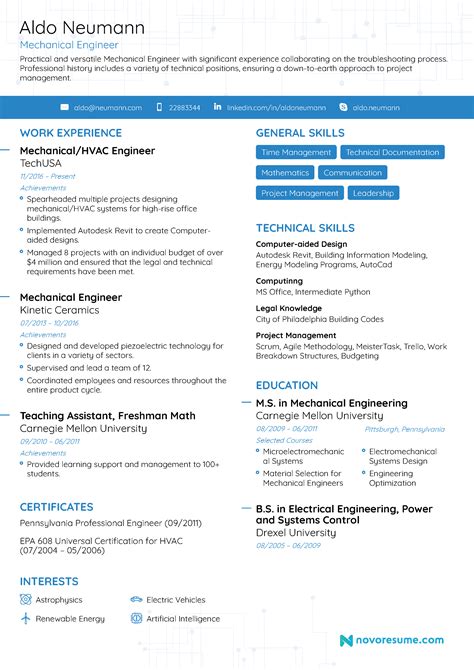 Aldo Neumann
Mechanical Engineer
Practical and versatile Mechanical Engineer with significant experience collaborating on the troubleshooting process.
Professional history includes a variety of technical positions, ensuring a down-to-earth approach to project
management.
aldo@neumann.com 22883344 linkedin.com/in/aldoneumann aldo.neumann
WORK EXPERIENCE
Mechanical/HVAC Engineer
TechUSA
11/2016 – Present
Achievements
Spearheaded multiple projects designing
mechanical/HVAC systems for high-rise office
buildings.
Implemented Autodesk Revit to create Computer-
aided designs.
Managed 8 projects with an individual budget of over
$4 million and ensured that the legal and technical
requirements have been met.
Mechanical Engineer
Kinetic Ceramics
07/2013 – 10/2016
Achievements
Designed and developed piezoelectric technology for
clients in a variety of sectors.
Supervised and lead a team of 12.
Coordinated employees and resources throughout the
entire product cycle.
Teaching Assistant, Freshman Math
Carnegie Mellon University
09/2010 – 06/2011
Achievements
Provided learning support and management to 100+
students.
CERTIFICATES
Pennsylvania Professional Engineer (09/2011)
EPA 608 Universal Certification for HVAC
(07/2004 – 05/2006)
INTERESTS
Astrophysics
Electric Vehicles
Renewable Energy
Artificial Intelligence
GENERAL SKILLS
Time Management Technical Documentation
Mathematics Communication
Project Management Leadership
TECHNICAL SKILLS
Computer-aided Design
Autodesk Revit, Building Information Modeling,
Energy Modeling Programs, AutoCad
Computinng
MS Office, Intermediate Python
Legal Knowledge
City of Philadelphia Building Codes
Project Management
Scrum, Agile Methodology, MeisterTask, Trello, Work
Breakdown Structures, Budgeting
EDUCATION
M.S. in Mechanical Engineering
Carnegie Mellon University
08/2009 – 06/2011 Pittsburgh, Pennsylvania
Selected Courses
Microelectromechanic
al Systems
Electromechanical
Systems Design
Material Selection for
Mechanical Engineers
Engineering
Optimization
B.S. in Electrical Engineering, Power
and Systems Control
Drexel University
08/2005 – 06/2009
novoresume.com